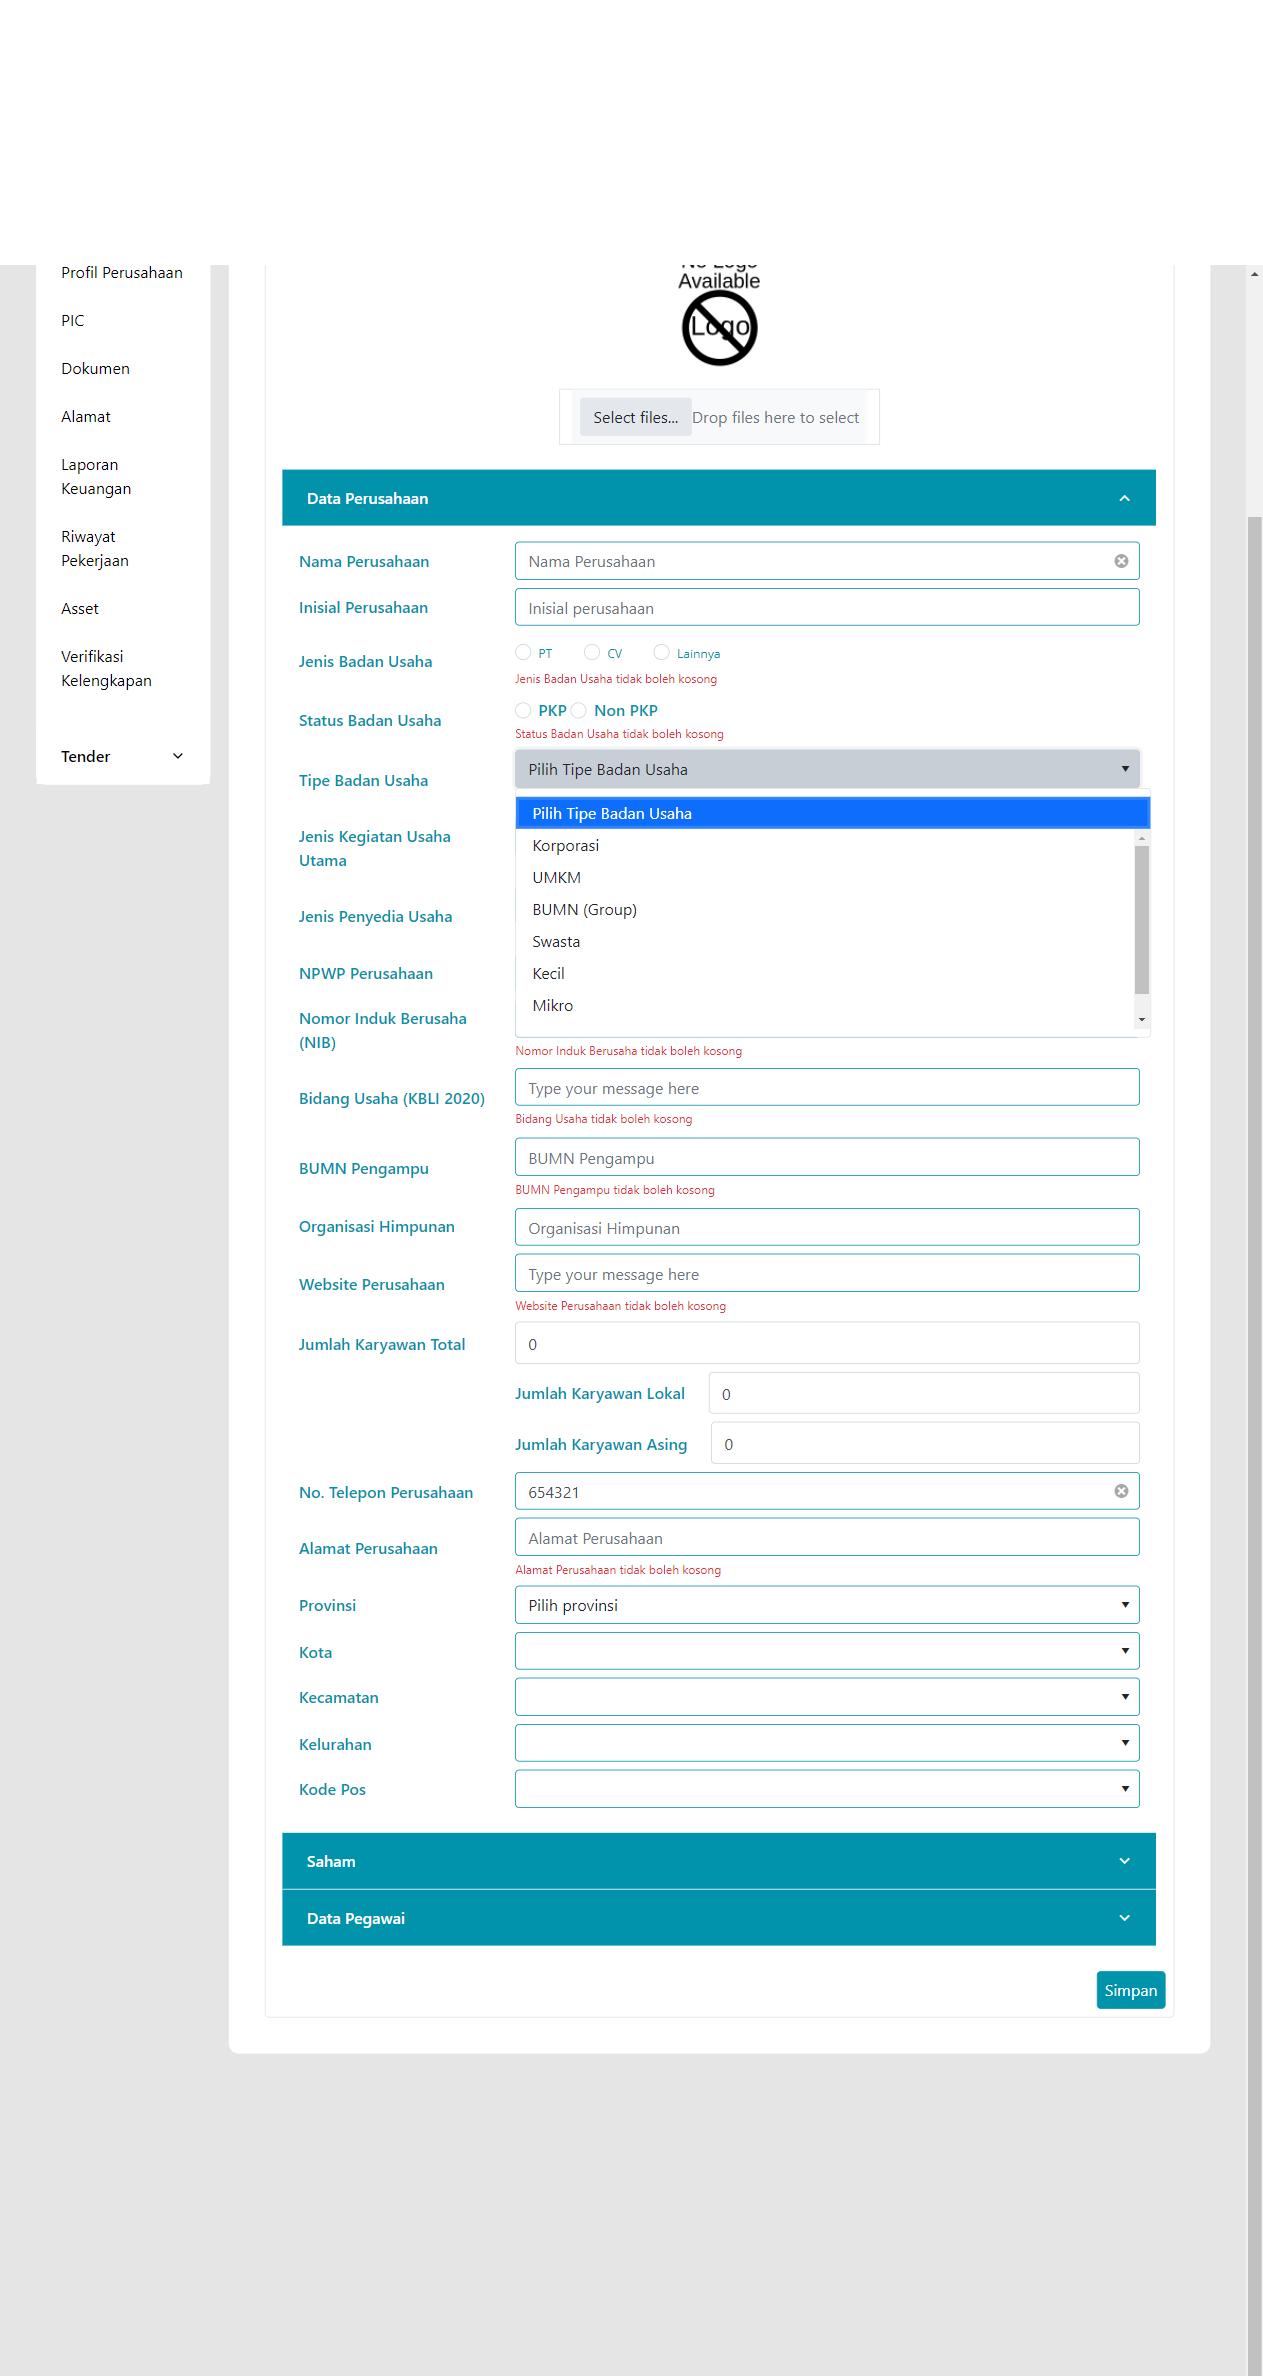 Profil Perusahaan
PIC
Dokumen
Alamat
Laporan
Keuangan
Riwayat
Pekerjaan
Asset
Verifikasi
Kelengkapan
Tender
No Logo
Available
Logo
Select files...
Drop files here to select
Data Perusahaan
Nama Perusahaan
Nama Perusahaan
Inisial Perusahaan
Inisial perusahaan
Jenis Badan Usaha
PT
CV
Lainnya
Jenis Badan Usaha tidak boleh kosong
Status Badan Usaha
PKP
Non PKP
Status Badan Usaha tidak boleh kosong
Tipe Badan Usaha
Pilih Tipe Badan Usaha
Pilih Tipe Badan Usaha
Korporasi
UMKM
BUMN (Group)
Swasta
Kecil
Mikro
Jenis Kegiatan Usaha
Utama
Jenis Penyedia Usaha
NPWP Perusahaan
Nomor Induk Berusaha
(NIB)
Nomor Induk Berusaha tidak boleh kosong
Bidang Usaha (KBLI 2020)
Type your message here
Bidang Usaha tidak boleh kosong
BUMN Pengampu
BUMN Pengampu
BUMN Pengampu tidak boleh kosong
Organisasi Himpunan
Organisasi Himpunan
Website Perusahaan
Type your message here
Website Perusahaan tidak boleh kosong
Jumlah Karyawan Total
0
Jumlah Karyawan Lokal
0
Jumlah Karyawan Asing
0
No. Telepon Perusahaan
654321
Alamat Perusahaan
Alamat Perusahaan
Alamat Perusahaan tidak boleh kosong
Provinsi
Pilih provinsi
Kota
Kecamatan
Kelurahan
Kode Pos
Saham
Data Pegawai
Simpan